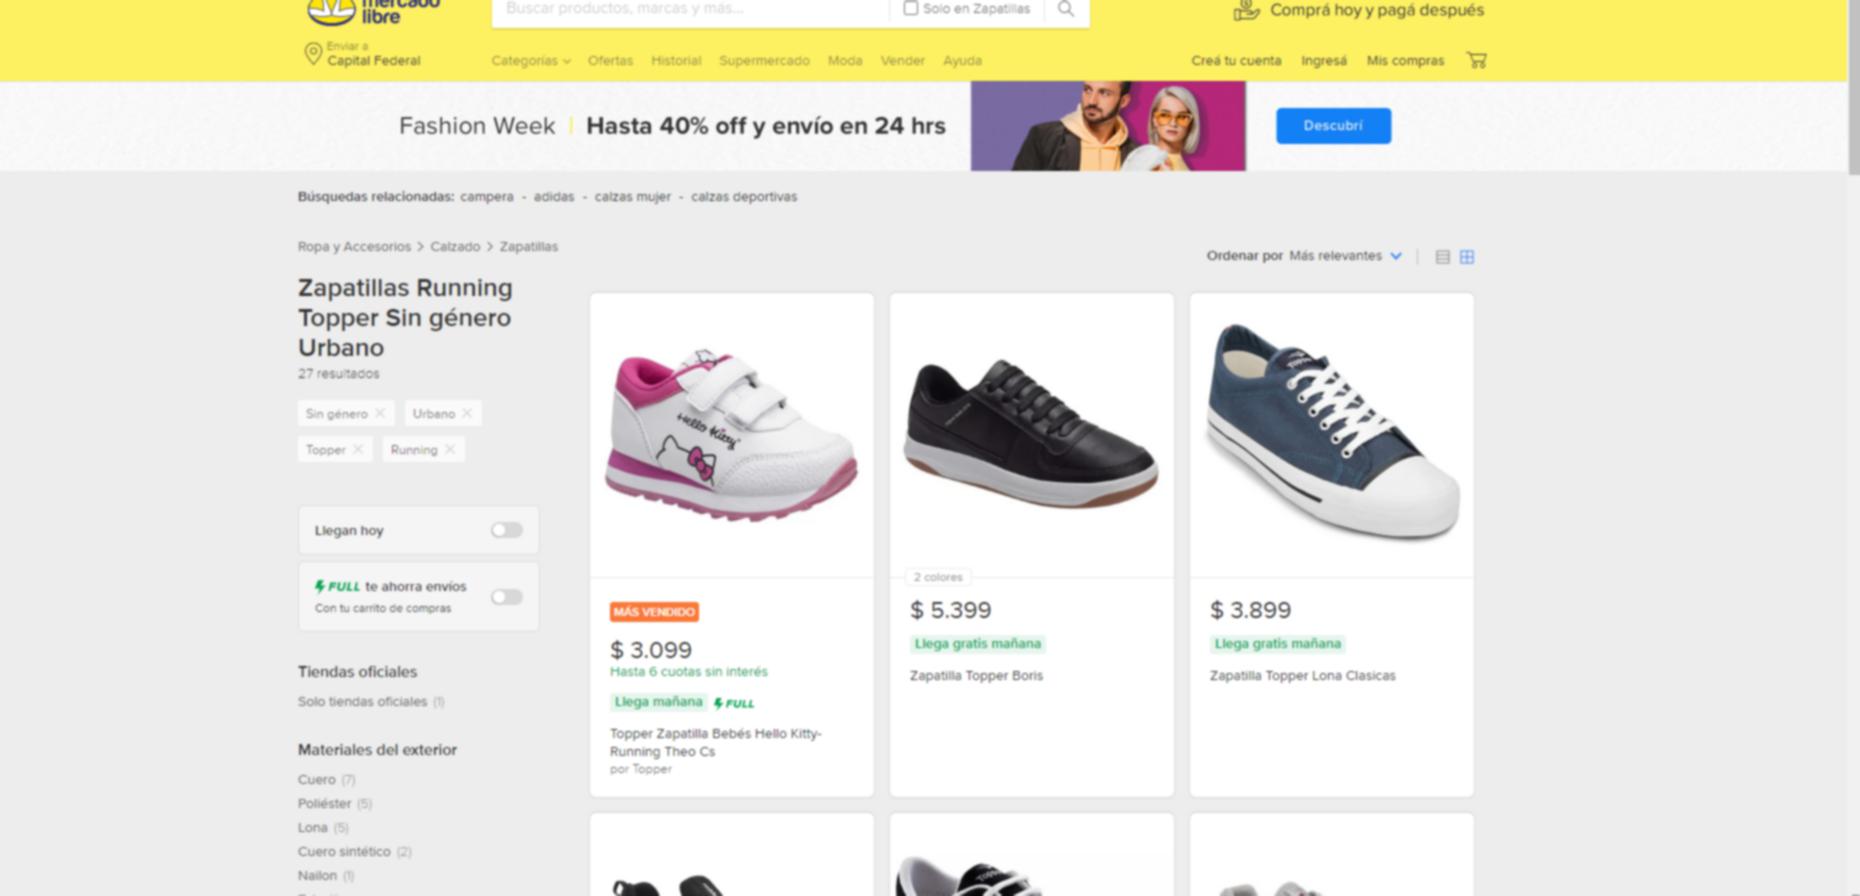 mercado
libre
Buscar productos, marcas y más...
Solo en Zapatillas
Comprá hoy y pagá después
Enviar a
Capital Federal
Categorías
Ofertas
Historial
Supermercado
Moda
Vender
Ayuda
Creá tu cuenta
Ingresá
Mis compras
Fashion Week | Hasta 40% off y envío en 24 hrs
Descubrí
Búsquedas relacionadas: campera - adidas - calzas mujer - calzas deportivas
Ropa y Accesorios > Calzado > Zapatillas
Ordenar por Más relevantes
Zapatillas Running
Topper Sin género
Urbano
27 resultados
Sin género
Urbano
Topper
Running
Llegan hoy
FULL te ahorra envíos
Con tu carrito de compras
Tiendas oficiales
Solo tiendas oficiales (1)
Materiales del exterior
Cuero (7)
Poliéster (5)
Lona (5)
Cuero sintético (2)
Nailon (1)
Hello Kitty
MÁS VENDIDO
$ 3.099
Hasta 6 cuotas sin interés
Llega mañana FULL
Topper Zapatilla Bebés Hello Kitty-
Running Theo Cs
por Topper
2 colores
$ 5.399
Llega gratis mañana
Zapatilla Topper Boris
$ 3.899
Llega gratis mañana
Zapatilla Topper Lona Clasicas